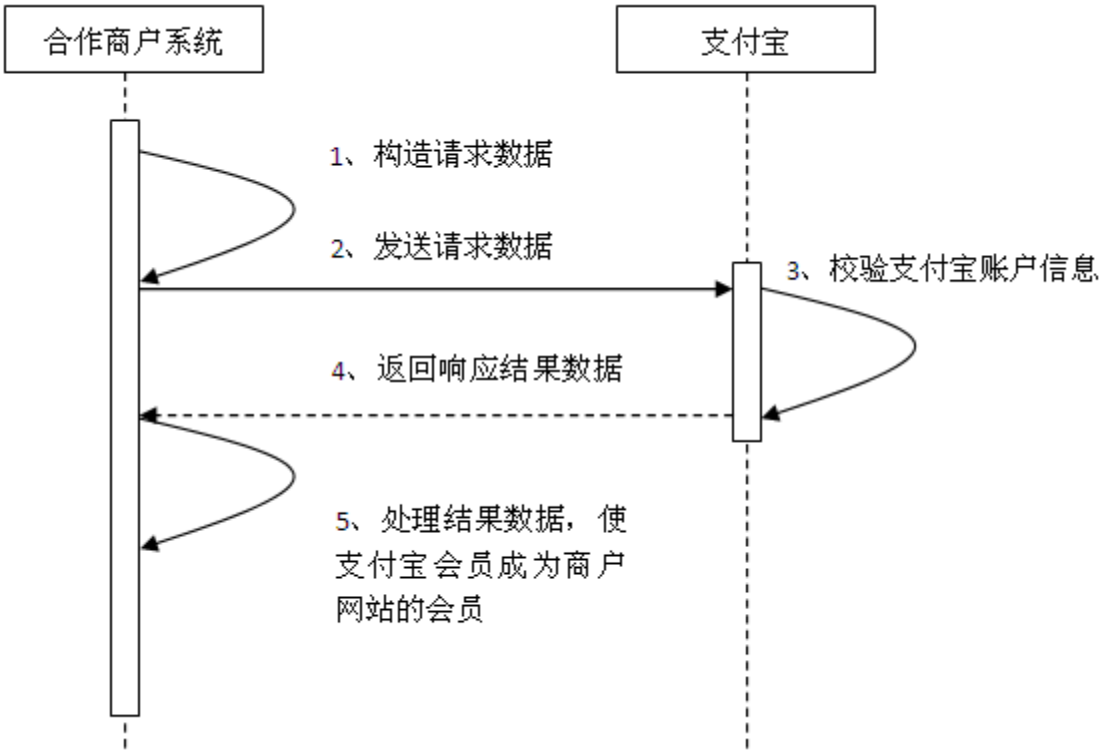 合作商户系统
支付宝
1、构造请求数据
2、发送请求数据
3、校验支付宝账户信息
4、返回响应结果数据
5、处理结果数据，使
支付宝会员成为商户
网站的会员